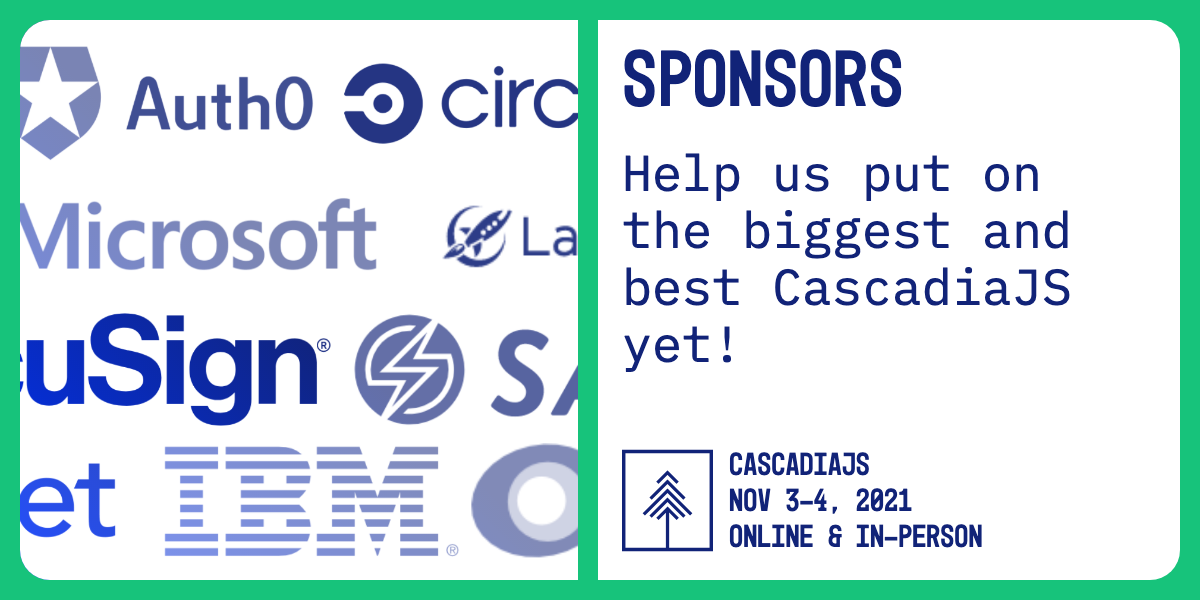 Auth0 circ
Microsoft La
cuSign®
SA
et IBM®
SPONSORS
Help us put on
the biggest and
best CascadiaJS
yet!
CASCADIAJS
NOV 3-4, 2021
ONLINE & IN-PERSON